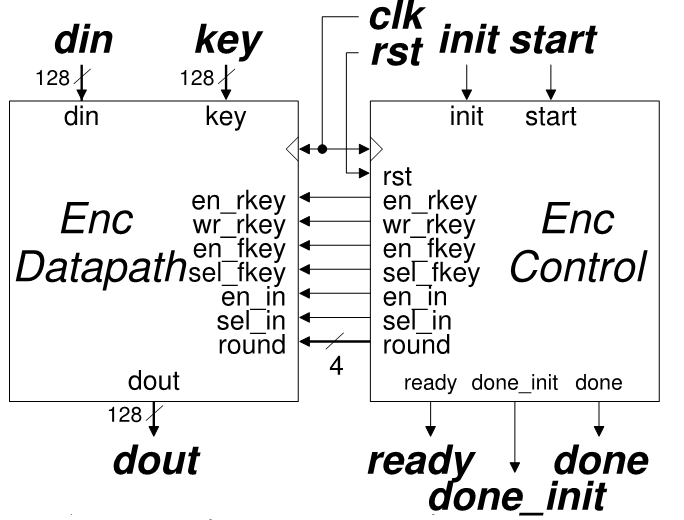 din key clk
rst init start
128 128
din key init start
rst
en_rkey en_rkey
wr_rkey wr_rkey
Enc en_fkey en_fkey Enc
Datapath sel_fkey sel_fkey Control
en_in en_in
sel_in sel_in
round round
4
dout ready done_init done
128
dout ready done
done_init